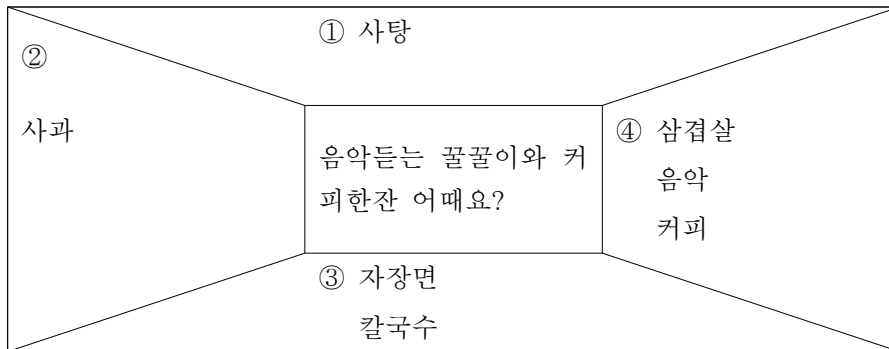 ① 사탕
②
사과
음악듣는 꿀꿀이와 커
피한잔 어때요?
④ 삼겹살
음악
커피
③ 자장면
칼국수